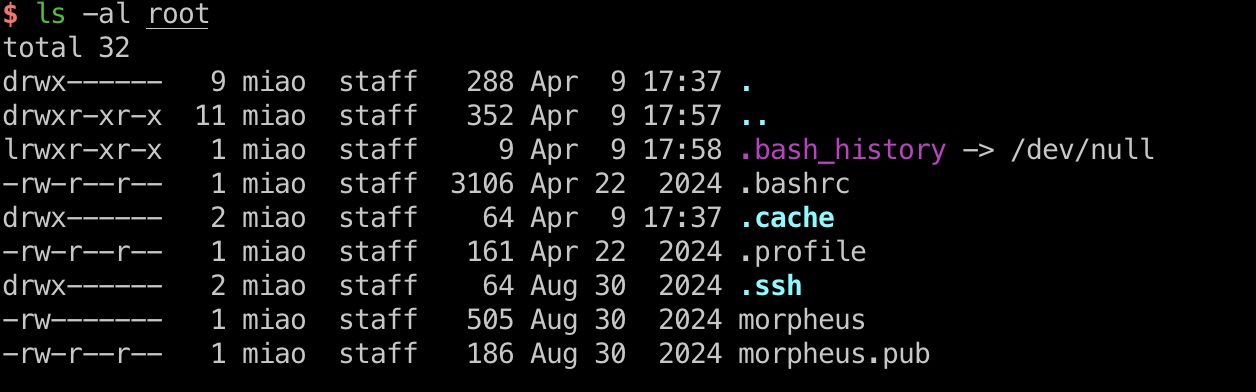 $ ls -al root
total 32
drwx------   9 miao  staff   288 Apr  9 17:37 .
drwxr-xr-x  11 miao  staff   352 Apr  9 17:57 ..
lrwxr-xr-x   1 miao  staff     9 Apr  9 17:58 .bash_history -> /dev/null
-rw-r--r--   1 miao  staff  3106 Apr 22  2024 .bashrc
drwx------   2 miao  staff    64 Apr  9 17:37 .cache
-rw-r--r--   1 miao  staff   161 Apr 22  2024 .profile
drwx------   2 miao  staff    64 Aug 30  2024 .ssh
-rw-------   1 miao  staff   505 Aug 30  2024 morpheus
-rw-r--r--   1 miao  staff   186 Aug 30  2024 morpheus.pub